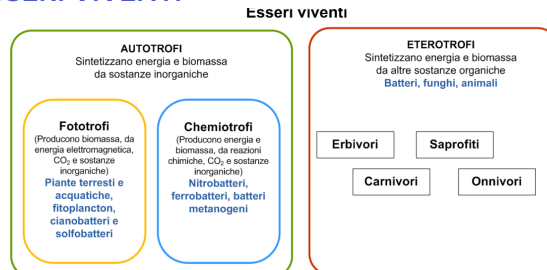 Esseri viventi
AUTOTROFI
Sintetizzano energia e biomassa
da sostanze inorganiche
Fototrofi
(Producono biomassa, da
energia elettromagnetica,
CO₂ e sostanze
inorganiche)
Piante terresti e
acquatiche,
fitoplancton,
cianobatteri e
solfobatteri
Chemiotrofi
(Producono energia e
biomassa, da reazioni
chimiche, CO₂ e sostanze
inorganiche)
Nitrobatteri,
ferrobatteri, batteri
metanogeni
ETEROTROFI
Sintetizzano energia e biomassa
da altre sostanze organiche
Batteri, funghi, animali
Erbivori
Saprofiti
Carnivori
Onnivori